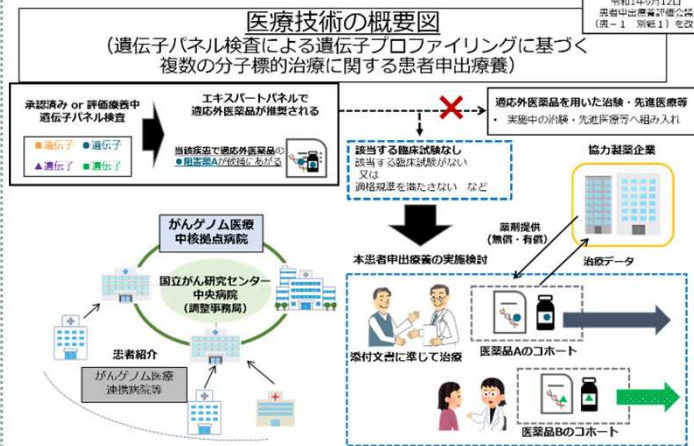 令和1年9月12日
患者申出療養評価会議
(患-1 別紙1)を改
医療技術の概要図
(遺伝子パネル検査による遺伝子プロファイリングに基づく
複数の分子標的治療に関する患者申出療養)
承認済み or 評価療養中
遺伝子パネル検査
■遺伝子 ●遺伝子
▲遺伝子 ■遺伝子
エキスパートパネルで
適応外医薬品が推奨される
当該疾患で適応外医薬品の
●阻害薬Aが候補にあがる
適応外医薬品を用いた治験・先進医療等
・ 実施中の治験・先進医療等へ組み入れ
該当する臨床試験なし
該当する臨床試験がない
又は
適格規準を満たさない など
協力製薬企業
薬剤提供
(無償・有償)
治療データ
がんゲノム医療
中核拠点病院
国立がん研究センター
中央病院
(調整事務局)
患者紹介
がんゲノム医療
連携病院等
本患者申出療養の実施検討
添付文書に準じて治療
医薬品Aのコホート
医薬品Bのコホート